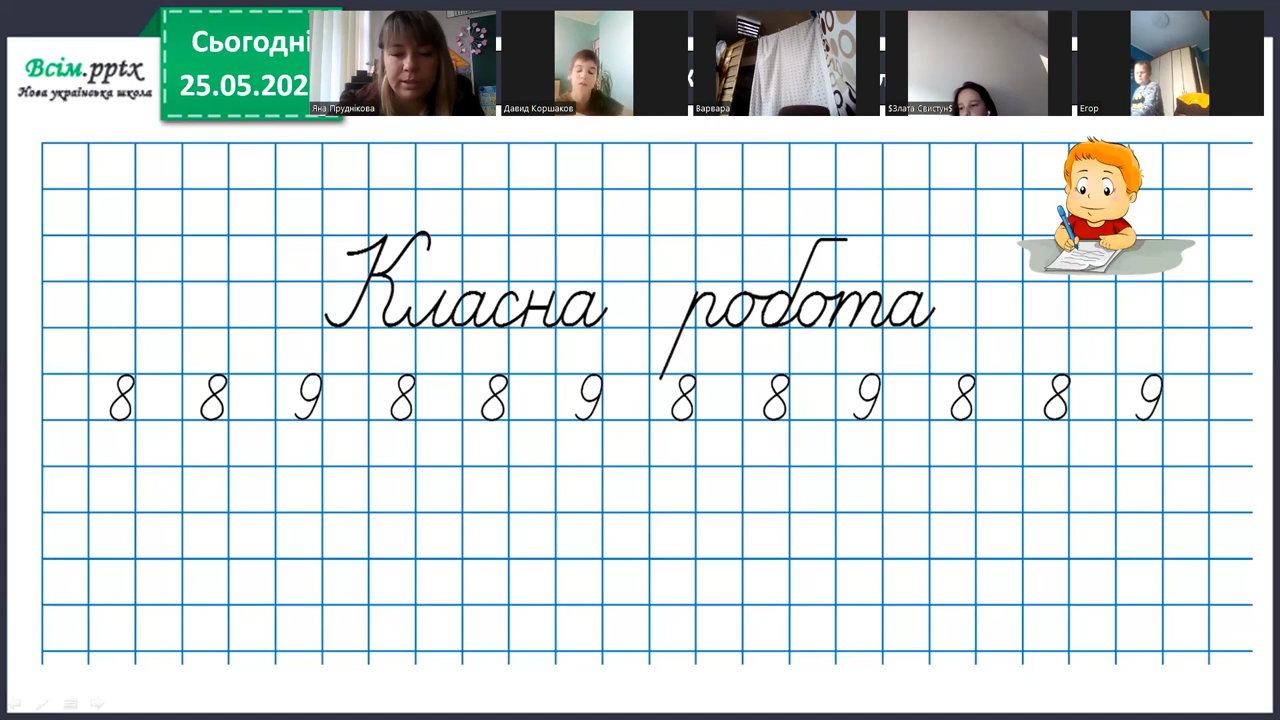 Всім.pptx
Нова українська школа
Сьогодні
25.05.202
Яна Пруднікова
Давид Коршаков
Варвара
$Злата Свистун$
Егор
Класна робота
8 8 9 8 8 9 8 8 9 8 8 9